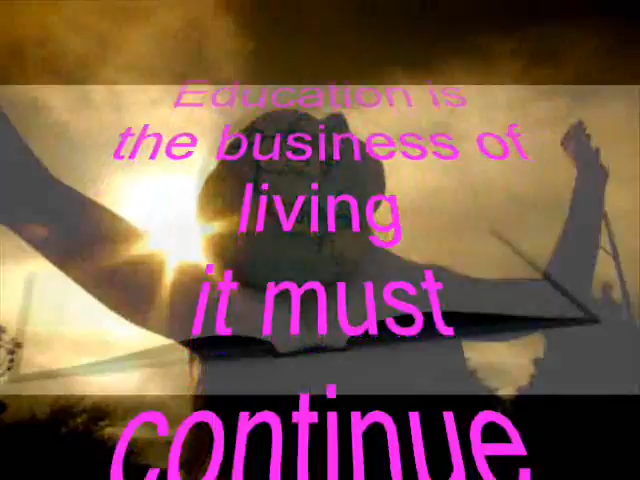 Education is
the business of
living
it must
continue